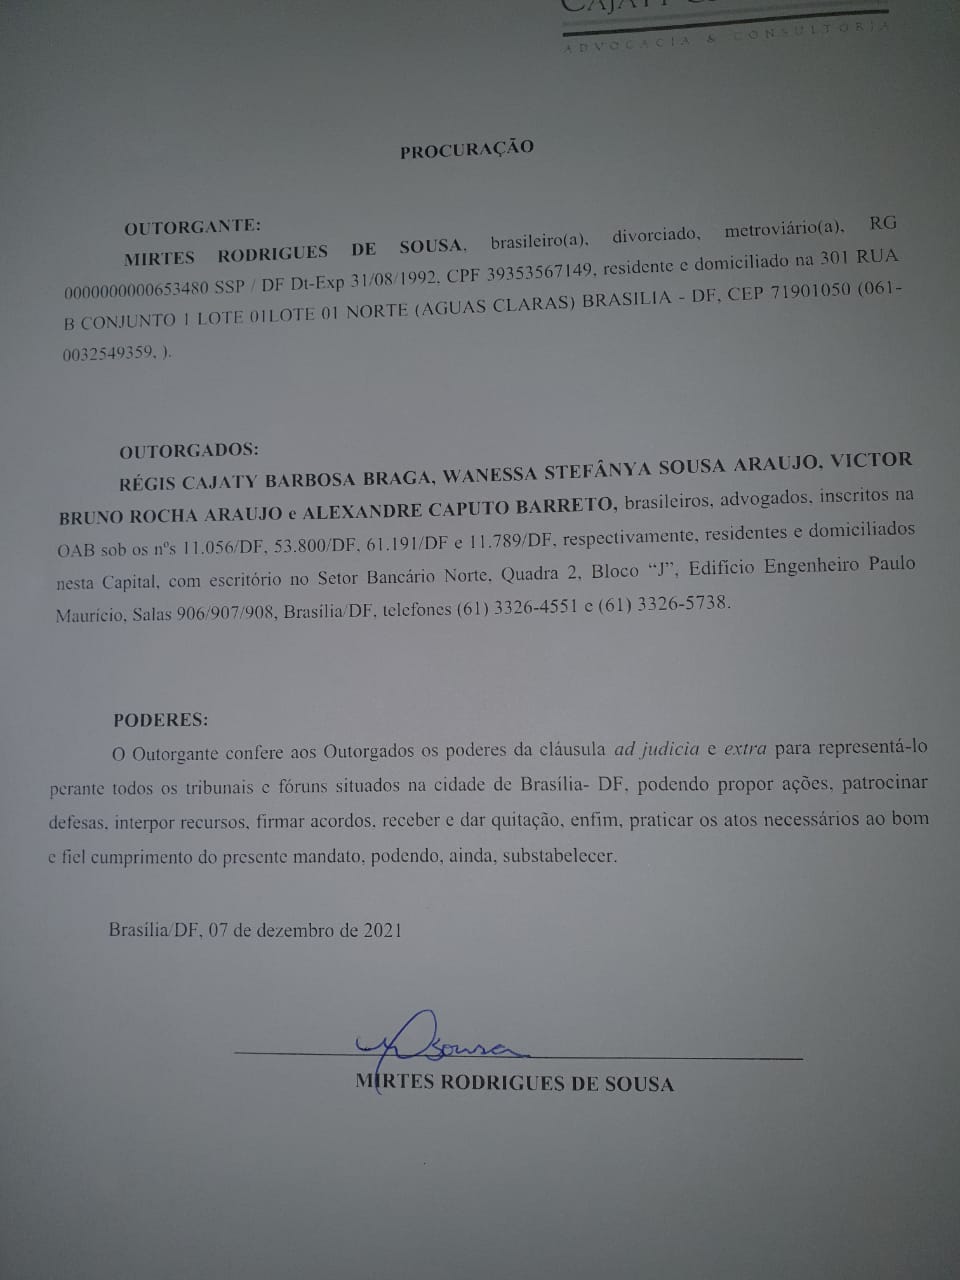 CAJATY
ADVOCACIA & CONSULTORIA
PROCURAÇÃO
OUTORGANTE:
MIRTES RODRIGUES DE SOUSA, brasileiro(a), divorciado, metroviário(a), RG
0000000000653480 SSP / DF Dt-Exp 31/08/1992, CPF 39353567149, residente e domiciliado na 301 RUA
B CONJUNTO 1 LOTE 01LOTE 01 NORTE (AGUAS CLARAS) BRASILIA - DF, CEP 71901050 (061-
0032549359, ).
OUTORGADOS:
RÉGIS CAJATY BARBOSA BRAGA, WANESSA STEFÂNYA SOUSA ARAUJO, VICTOR
BRUNO ROCHA ARAUJO e ALEXANDRE CAPUTO BARRETO, brasileiros, advogados, inscritos na
OAB sob os nºs 11.056/DF, 53.800/DF, 61.191/DF e 11.789/DF, respectivamente, residentes e domiciliados
nesta Capital, com escritório no Setor Bancário Norte, Quadra 2, Bloco “J”, Edifício Engenheiro Paulo
Maurício, Salas 906/907/908, Brasília/DF, telefones (61) 3326-4551 e (61) 3326-5738.
PODERES:
O Outorgante confere aos Outorgados os poderes da cláusula ad judicia e extra para representá-lo
perante todos os tribunais e fóruns situados na cidade de Brasília- DF, podendo propor ações, patrocinar
defesas, interpor recursos, firmar acordos, receber e dar quitação, enfim, praticar os atos necessários ao bom
e fiel cumprimento do presente mandato, podendo, ainda, substabelecer.
Brasília/DF, 07 de dezembro de 2021
Sousa
MIRTES RODRIGUES DE SOUSA